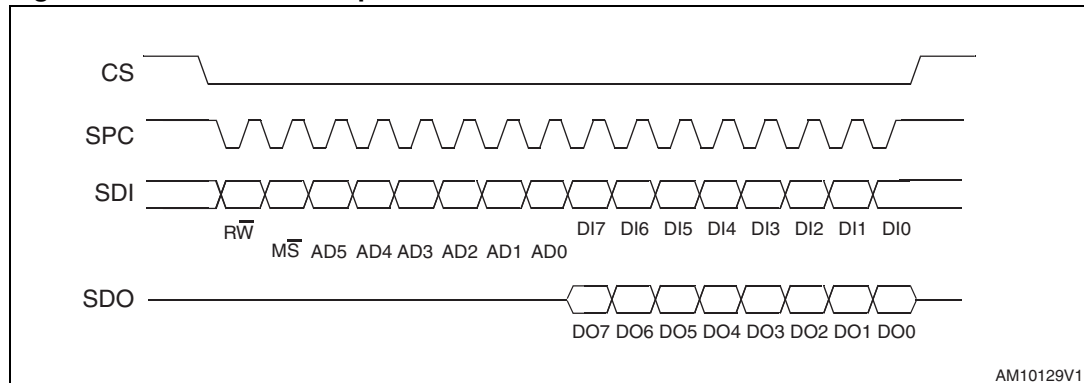 CS
SPC
SDI
RW̅
DI7 DI6 DI5 DI4 DI3 DI2 DI1 DI0
MS̅ AD5 AD4 AD3 AD2 AD1 AD0
SDO
DO7 DO6 DO5 DO4 DO3 DO2 DO1 DO0
AM10129V1